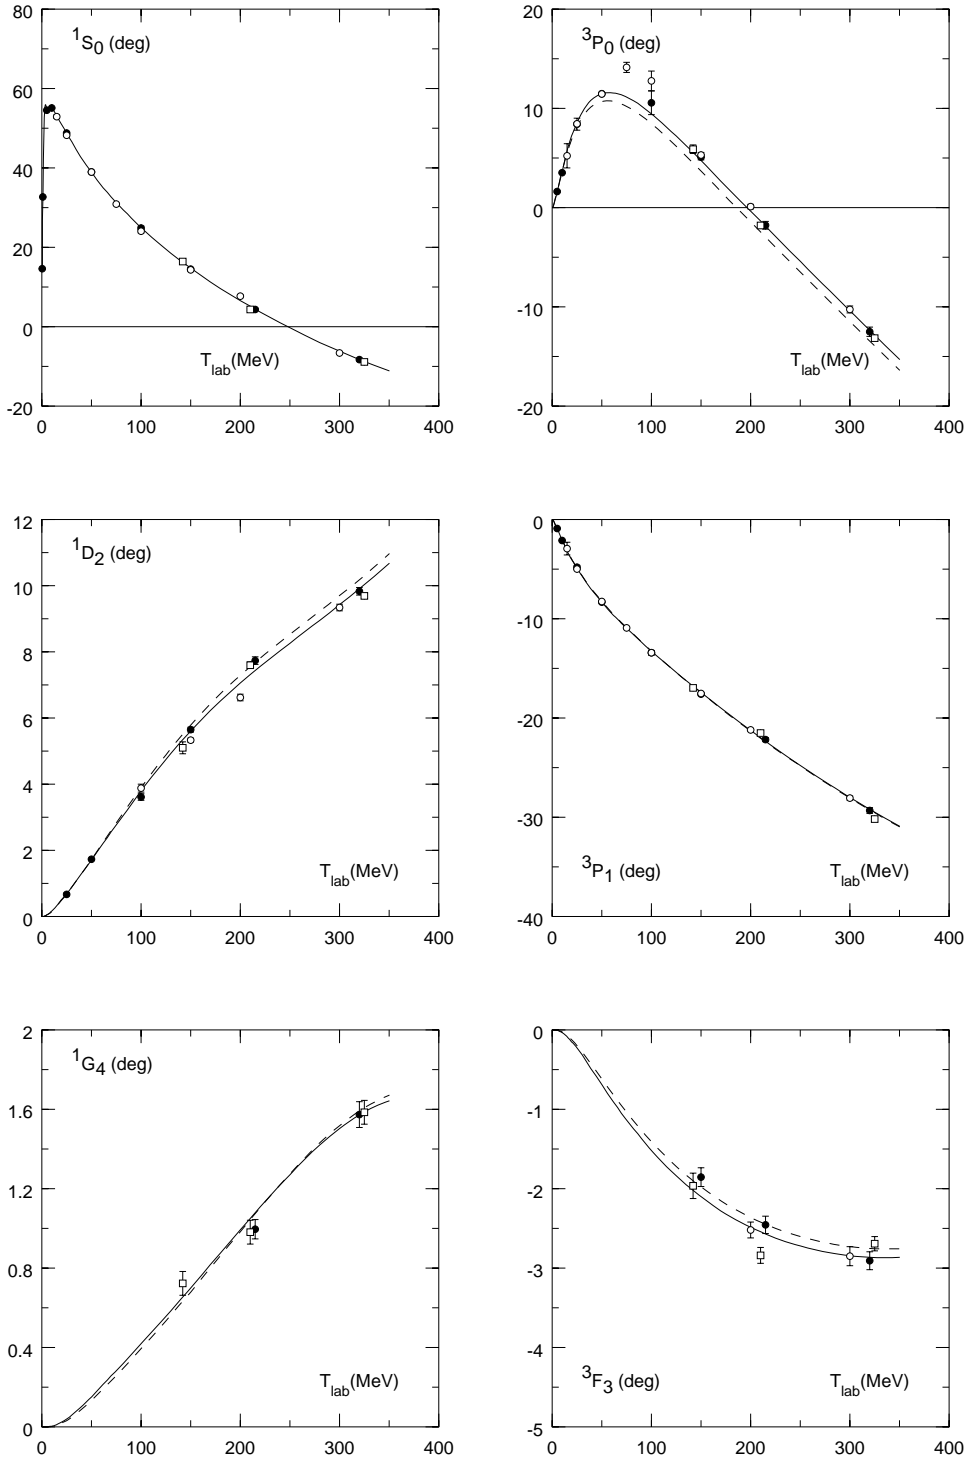 80
60
40
20
0
-20
¹S₀ (deg)
T_lab(MeV)
0 100 200 300 400
20
10
0
-10
-20
³P₀ (deg)
T_lab(MeV)
0 100 200 300 400
12
10
8
6
4
2
0
¹D₂ (deg)
T_lab(MeV)
0 100 200 300 400
0
-10
-20
-30
-40
³P₁ (deg)
T_lab(MeV)
0 100 200 300 400
2
1.6
1.2
0.8
0.4
0
¹G₄ (deg)
T_lab(MeV)
0 100 200 300 400
0
-1
-2
-3
-4
-5
³F₃ (deg)
T_lab(MeV)
0 100 200 300 400